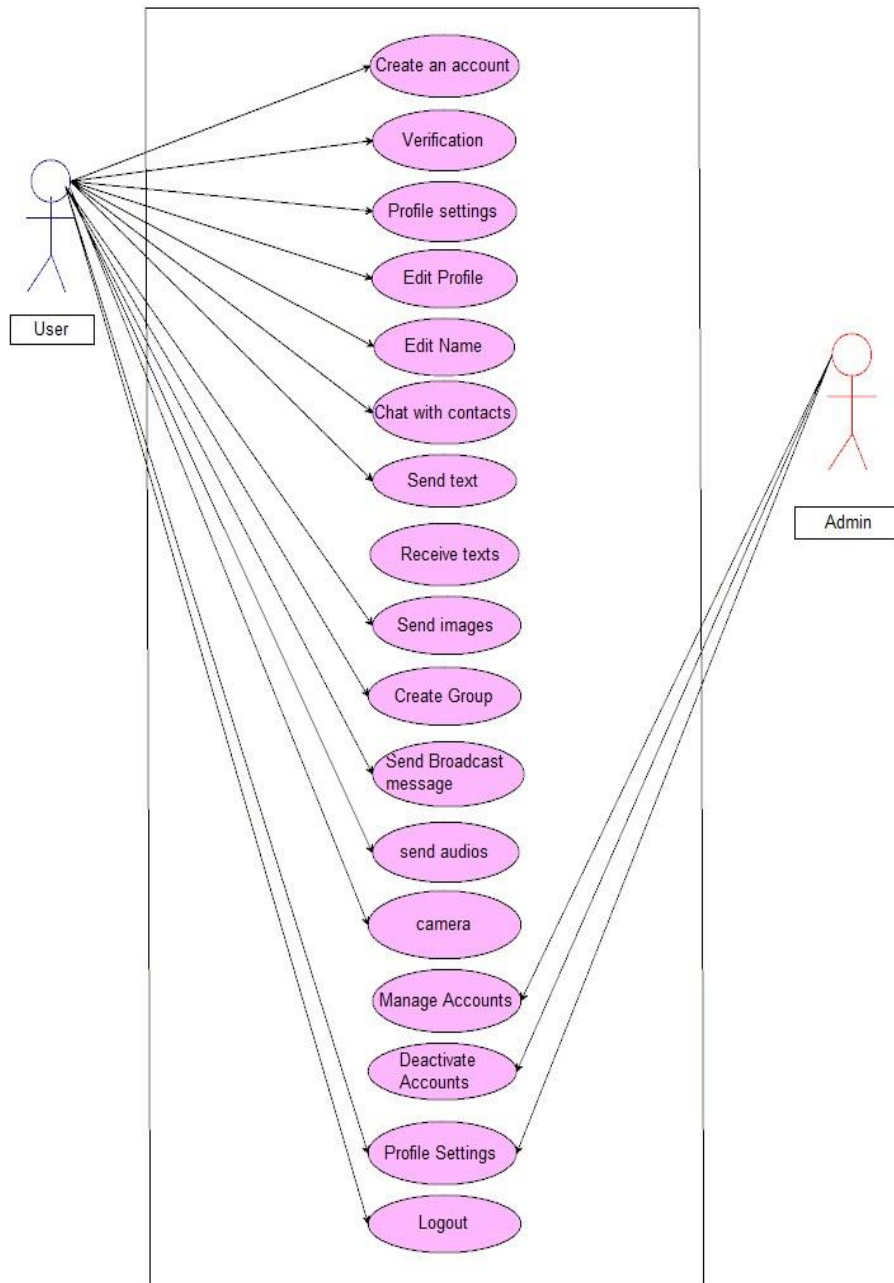 Create an account
Verification
Profile settings
Edit Profile
User
Edit Name
Chat with contacts
Send text
Admin
Receive texts
Send images
Create Group
Send Broadcast
message
send audios
camera
Manage Accounts
Deactivate
Accounts
Profile Settings
Logout